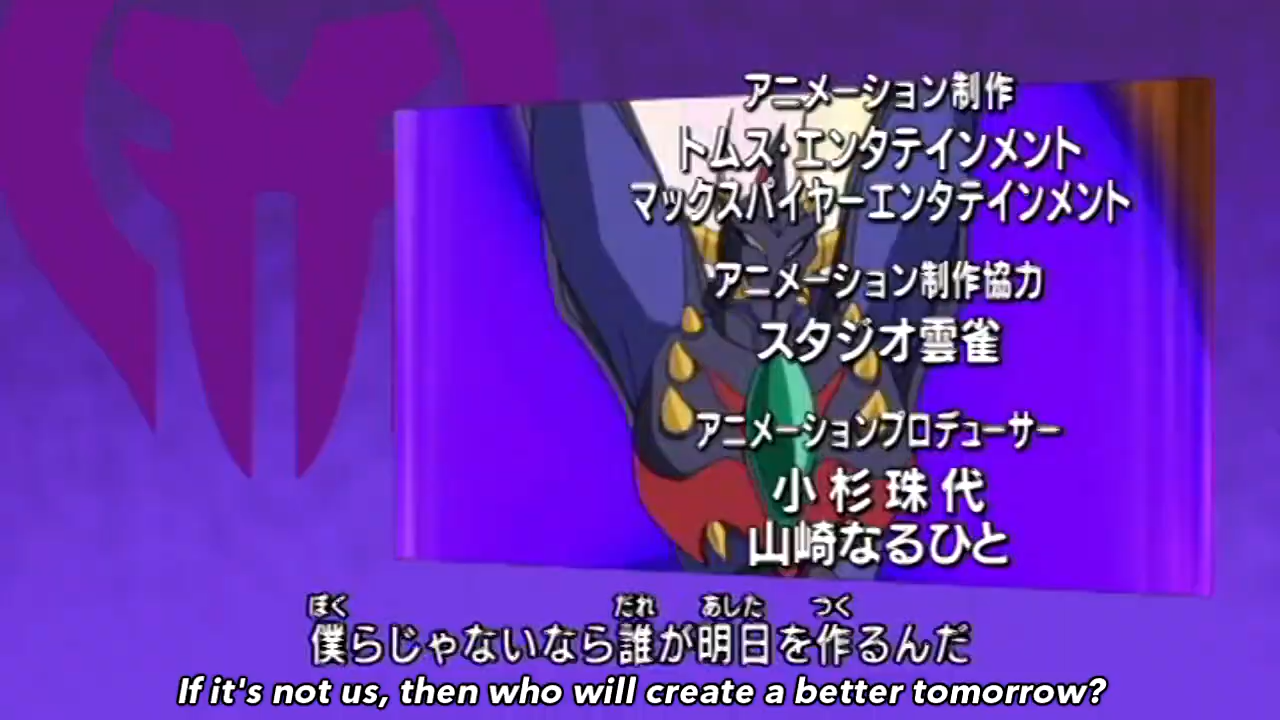 アニメーション制作
トムス・エンタテインメント
マックスパイヤーエンタテインメント
アニメーション制作協力
スタジオ雲雀
アニメーションプロデューサー
小杉珠代
山崎なるひと
ぼく だれ あした つく
僕らじゃないなら誰が明日を作るんだ
If it's not us, then who will create a better tomorrow?